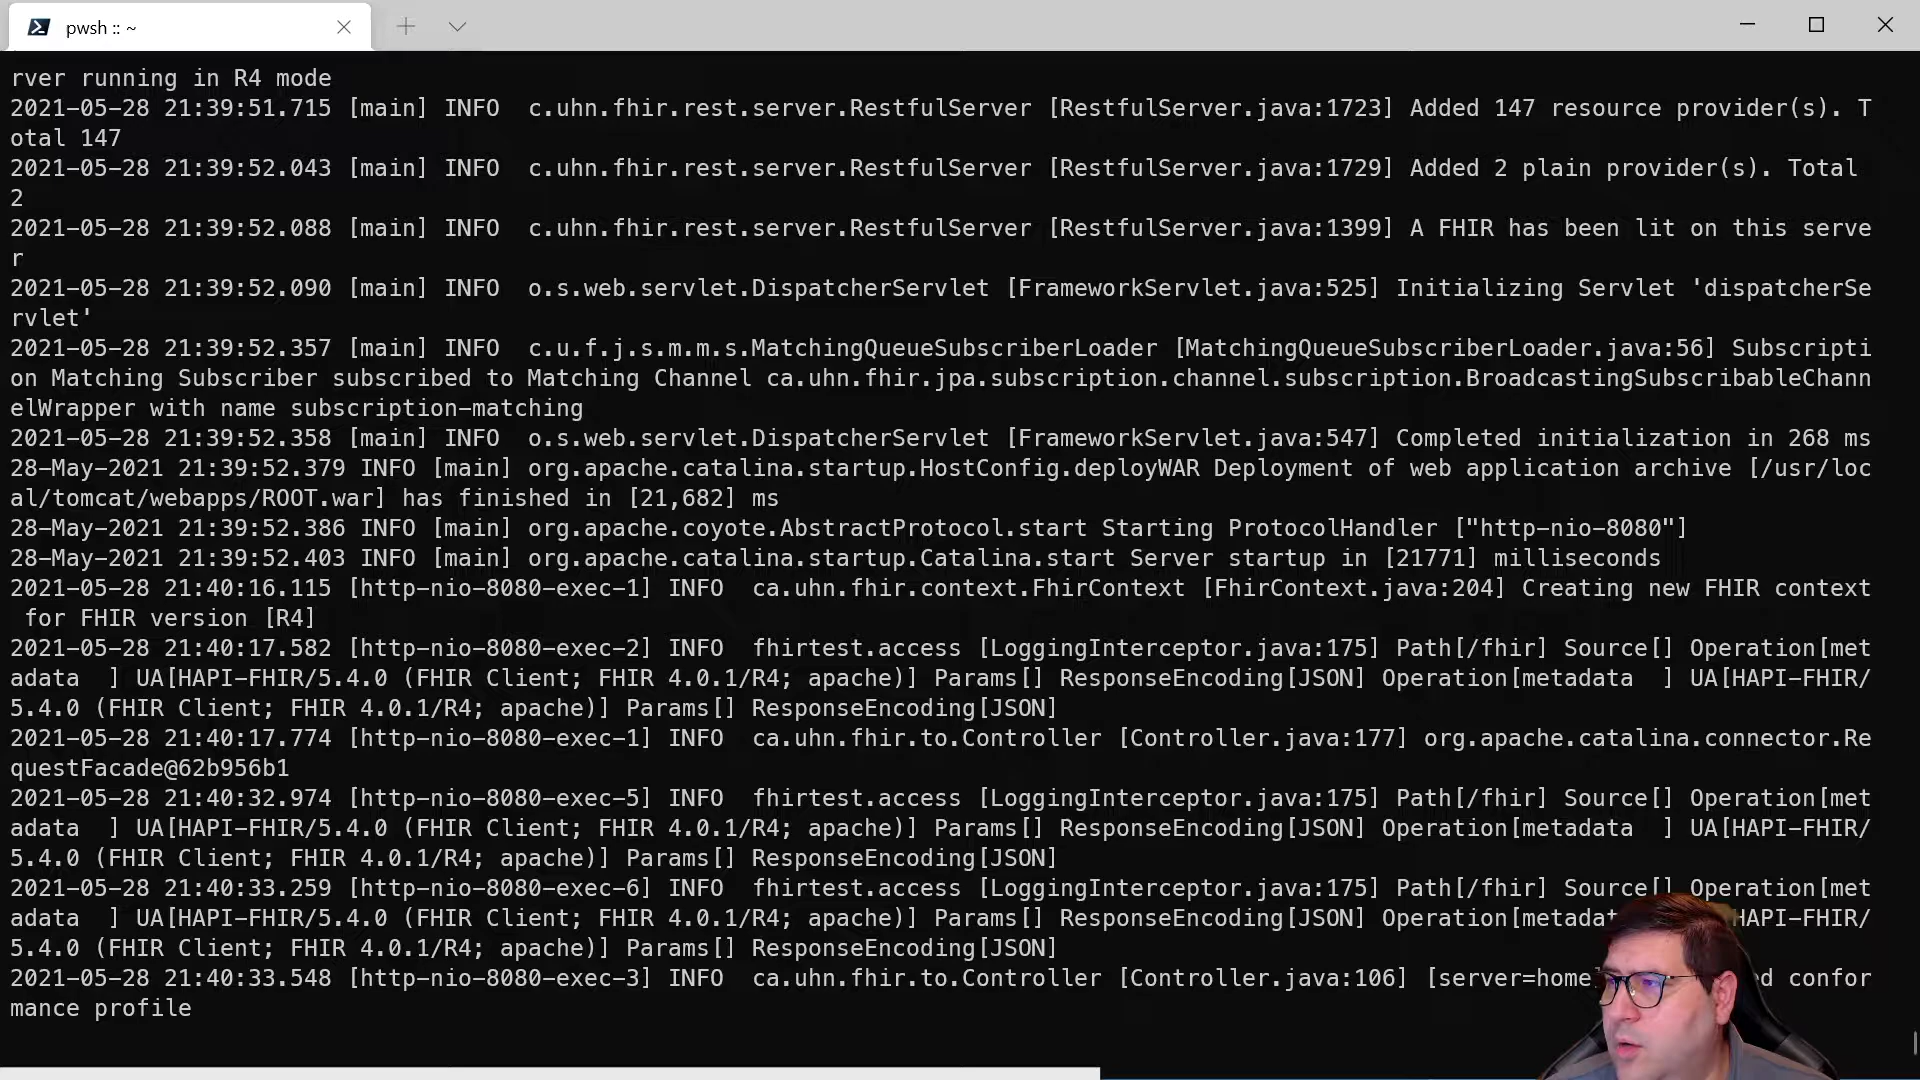 pwsh :: ~
rver running in R4 mode
2021-05-28 21:39:51.715 [main] INFO  c.uhn.fhir.rest.server.RestfulServer [RestfulServer.java:1723] Added 147 resource provider(s). T
otal 147
2021-05-28 21:39:52.043 [main] INFO  c.uhn.fhir.rest.server.RestfulServer [RestfulServer.java:1729] Added 2 plain provider(s). Total
2
2021-05-28 21:39:52.088 [main] INFO  c.uhn.fhir.rest.server.RestfulServer [RestfulServer.java:1399] A FHIR has been lit on this serve
r
2021-05-28 21:39:52.090 [main] INFO  o.s.web.servlet.DispatcherServlet [FrameworkServlet.java:525] Initializing Servlet 'dispatcherSe
rvlet'
2021-05-28 21:39:52.357 [main] INFO  c.u.f.j.s.m.m.s.MatchingQueueSubscriberLoader [MatchingQueueSubscriberLoader.java:56] Subscripti
on Matching Subscriber subscribed to Matching Channel ca.uhn.fhir.jpa.subscription.channel.subscription.BroadcastingSubscribableChann
elWrapper with name subscription-matching
2021-05-28 21:39:52.358 [main] INFO  o.s.web.servlet.DispatcherServlet [FrameworkServlet.java:547] Completed initialization in 268 ms
28-May-2021 21:39:52.379 INFO [main] org.apache.catalina.startup.HostConfig.deployWAR Deployment of web application archive [/usr/loc
al/tomcat/webapps/ROOT.war] has finished in [21,682] ms
28-May-2021 21:39:52.386 INFO [main] org.apache.coyote.AbstractProtocol.start Starting ProtocolHandler ["http-nio-8080"]
28-May-2021 21:39:52.403 INFO [main] org.apache.catalina.startup.Catalina.start Server startup in [21771] milliseconds
2021-05-28 21:40:16.115 [http-nio-8080-exec-1] INFO  ca.uhn.fhir.context.FhirContext [FhirContext.java:204] Creating new FHIR context
 for FHIR version [R4]
2021-05-28 21:40:17.582 [http-nio-8080-exec-2] INFO  fhirtest.access [LoggingInterceptor.java:175] Path[/fhir] Source[] Operation[met
adata  ] UA[HAPI-FHIR/5.4.0 (FHIR Client; FHIR 4.0.1/R4; apache)] Params[] ResponseEncoding[JSON] Operation[metadata  ] UA[HAPI-FHIR/
5.4.0 (FHIR Client; FHIR 4.0.1/R4; apache)] Params[] ResponseEncoding[JSON]
2021-05-28 21:40:17.774 [http-nio-8080-exec-1] INFO  ca.uhn.fhir.to.Controller [Controller.java:177] org.apache.catalina.connector.Re
questFacade@62b956b1
2021-05-28 21:40:32.974 [http-nio-8080-exec-5] INFO  fhirtest.access [LoggingInterceptor.java:175] Path[/fhir] Source[] Operation[met
adata  ] UA[HAPI-FHIR/5.4.0 (FHIR Client; FHIR 4.0.1/R4; apache)] Params[] ResponseEncoding[JSON] Operation[metadata  ] UA[HAPI-FHIR/
5.4.0 (FHIR Client; FHIR 4.0.1/R4; apache)] Params[] ResponseEncoding[JSON]
2021-05-28 21:40:33.259 [http-nio-8080-exec-6] INFO  fhirtest.access [LoggingInterceptor.java:175] Path[/fhir] Source[] Operation[met
adata  ] UA[HAPI-FHIR/5.4.0 (FHIR Client; FHIR 4.0.1/R4; apache)] Params[] ResponseEncoding[JSON] Operation[metadat HAPI-FHIR/
5.4.0 (FHIR Client; FHIR 4.0.1/R4; apache)] Params[] ResponseEncoding[JSON]
2021-05-28 21:40:33.548 [http-nio-8080-exec-3] INFO  ca.uhn.fhir.to.Controller [Controller.java:106] [server=home] d confor
mance profile